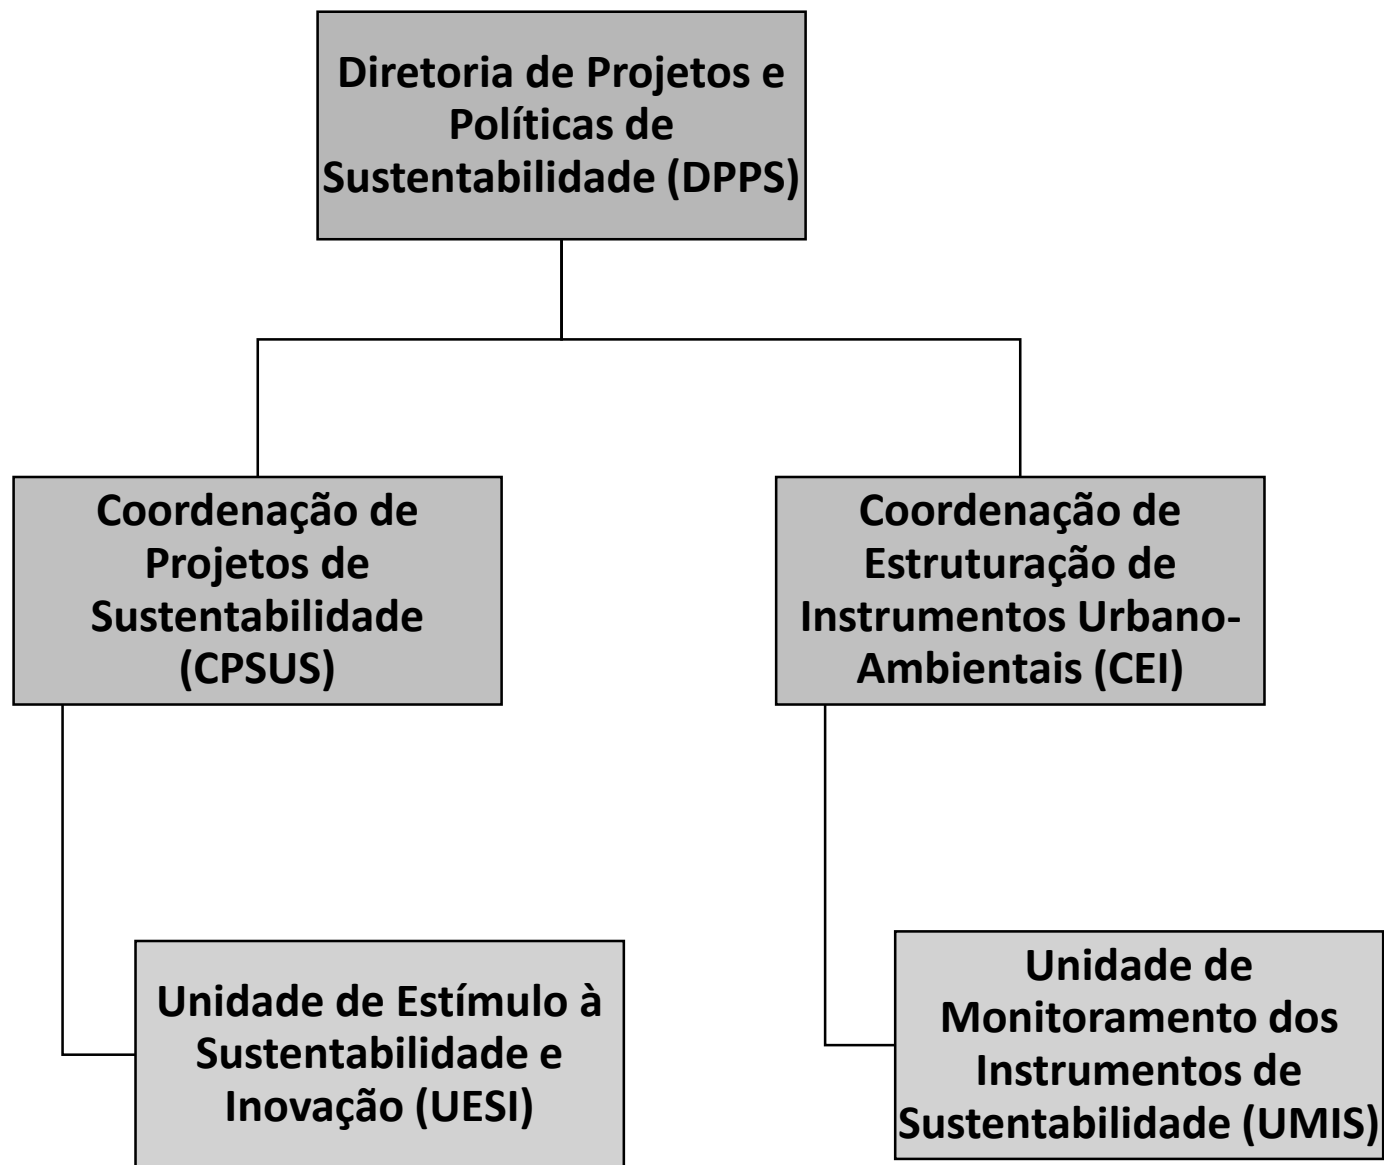 Diretoria de Projetos e
Políticas de
Sustentabilidade (DPPS)
Coordenação de
Projetos de
Sustentabilidade
(CPSUS)
Coordenação de
Estruturação de
Instrumentos Urbano-
Ambientais (CEI)
Unidade de Estímulo à
Sustentabilidade e
Inovação (UESI)
Unidade de
Monitoramento dos
Instrumentos de
Sustentabilidade (UMIS)